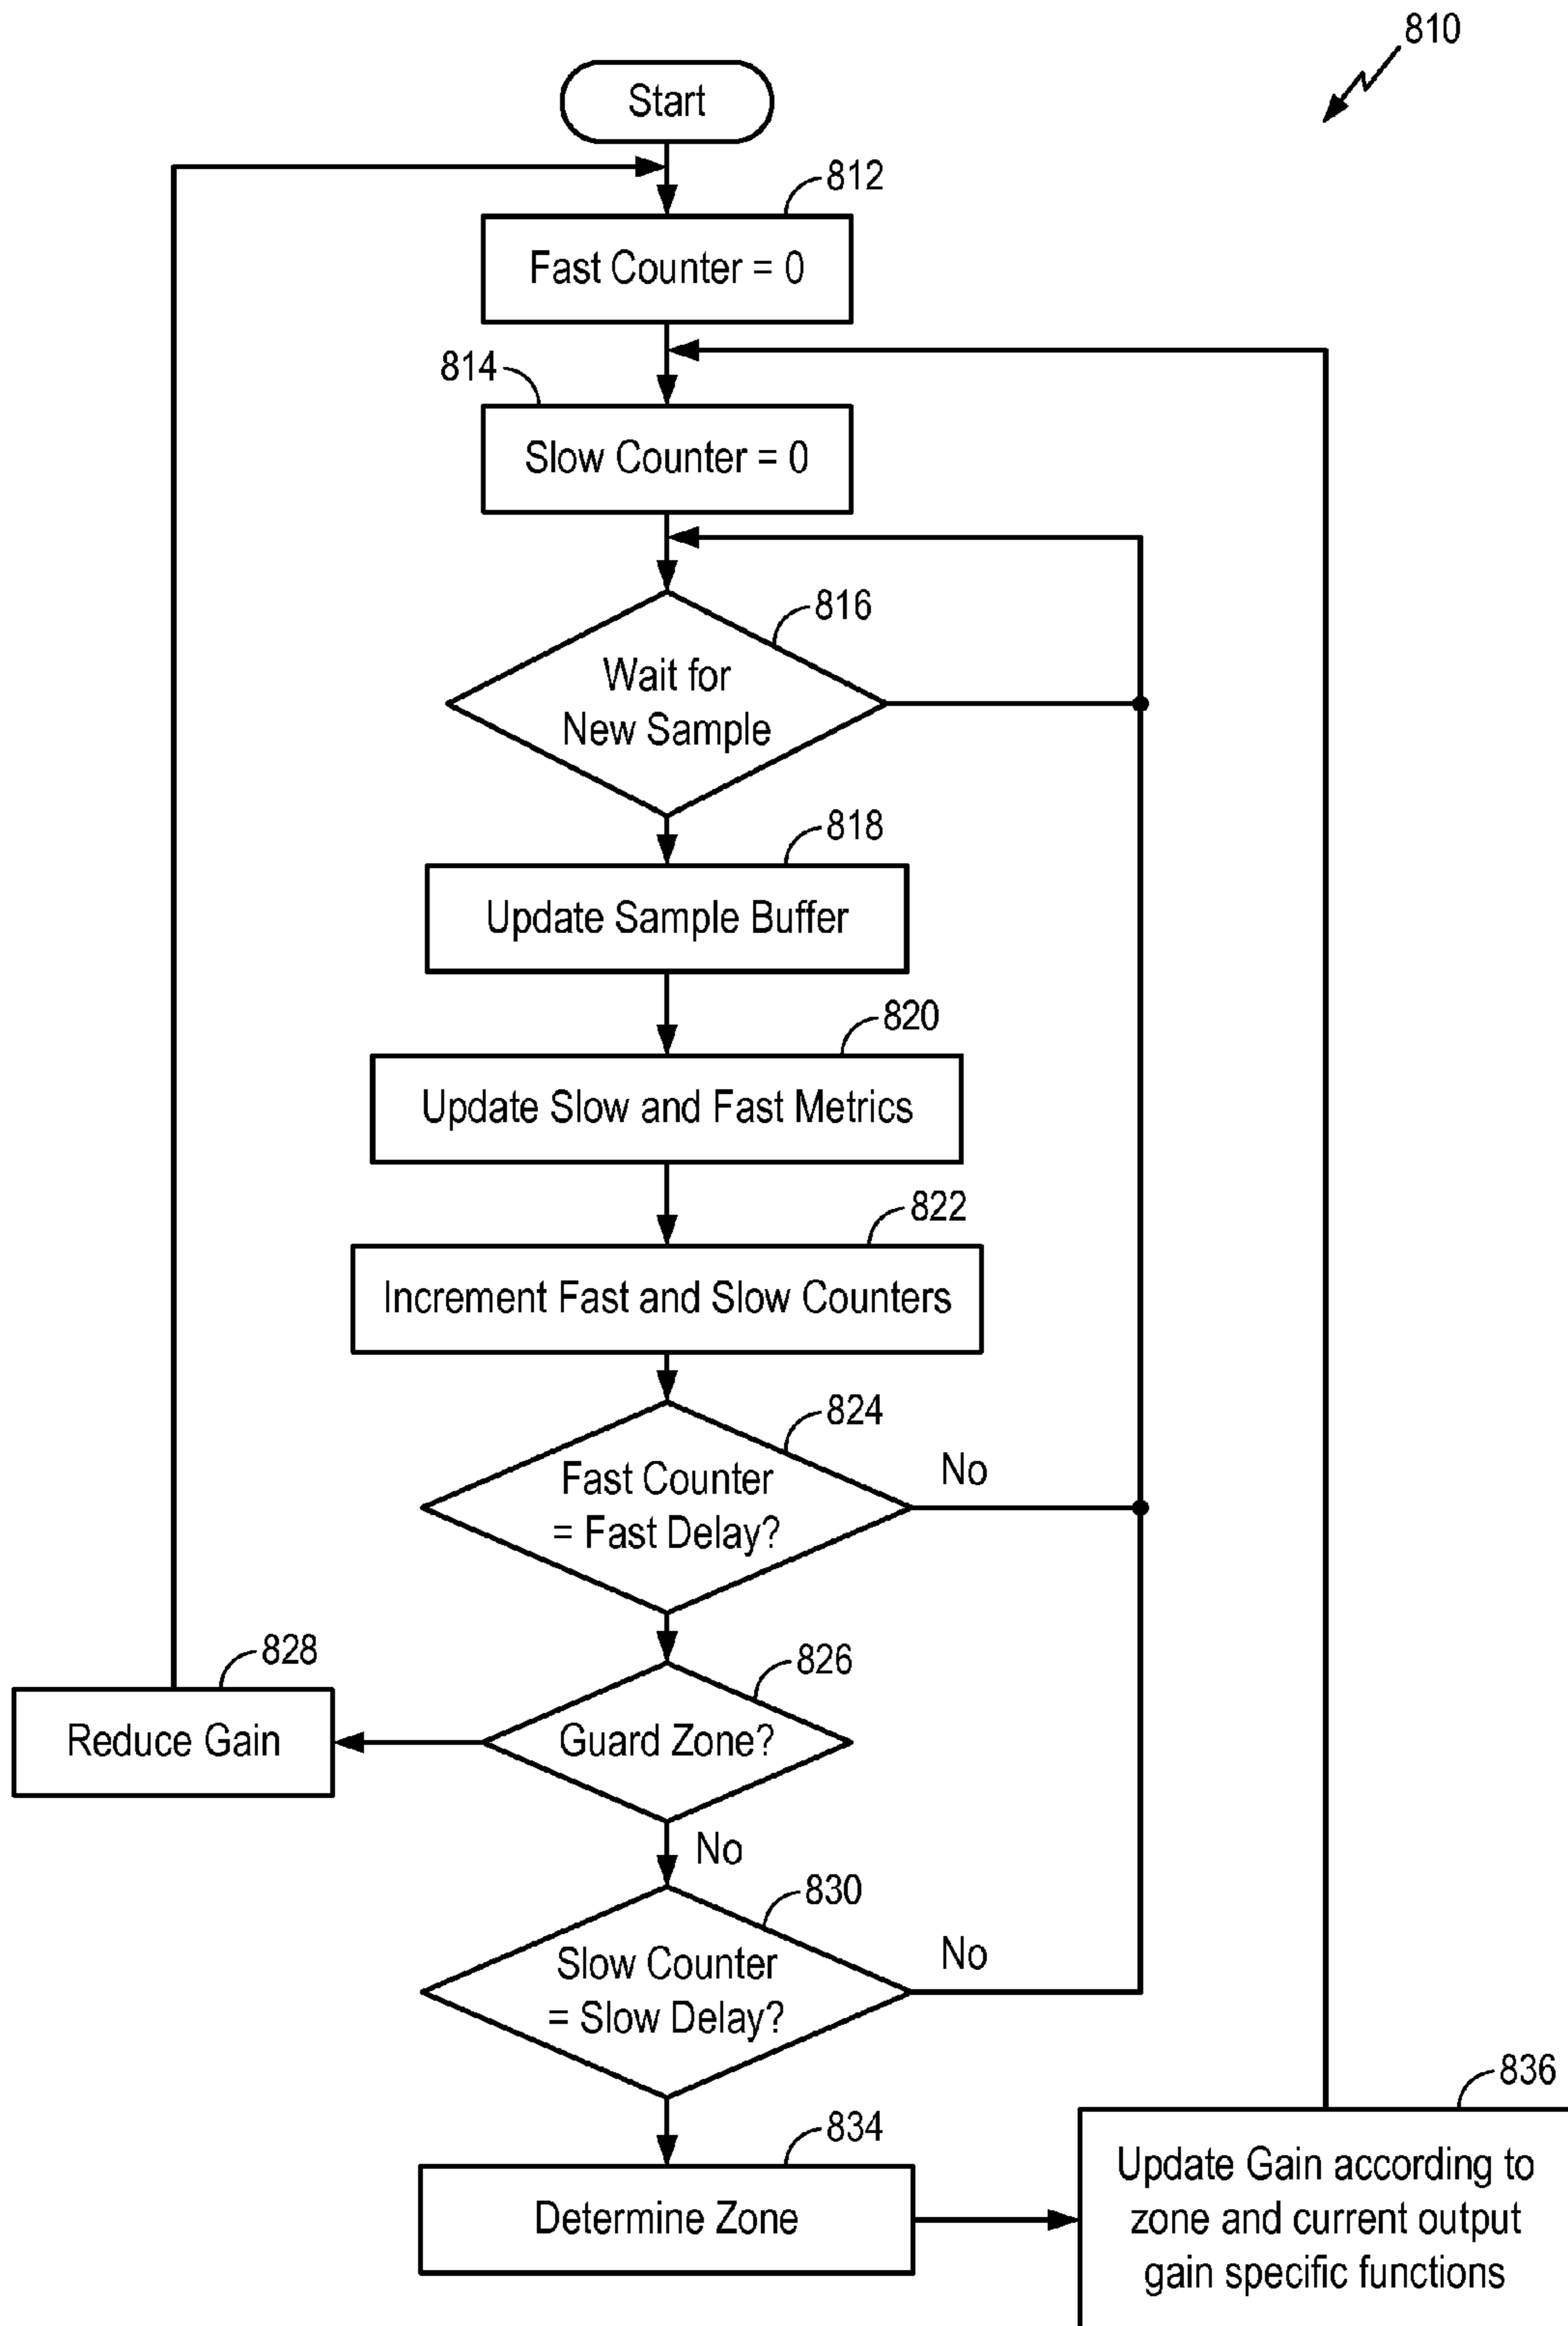 810
Start
812
Fast Counter = 0
814
Slow Counter = 0
816
Wait for
New Sample
818
Update Sample Buffer
820
Update Slow and Fast Metrics
822
Increment Fast and Slow Counters
824
Fast Counter
= Fast Delay?
No
826
Guard Zone?
828
Reduce Gain
No
830
Slow Counter
= Slow Delay?
No
834
Determine Zone
836
Update Gain according to
zone and current output
gain specific functions